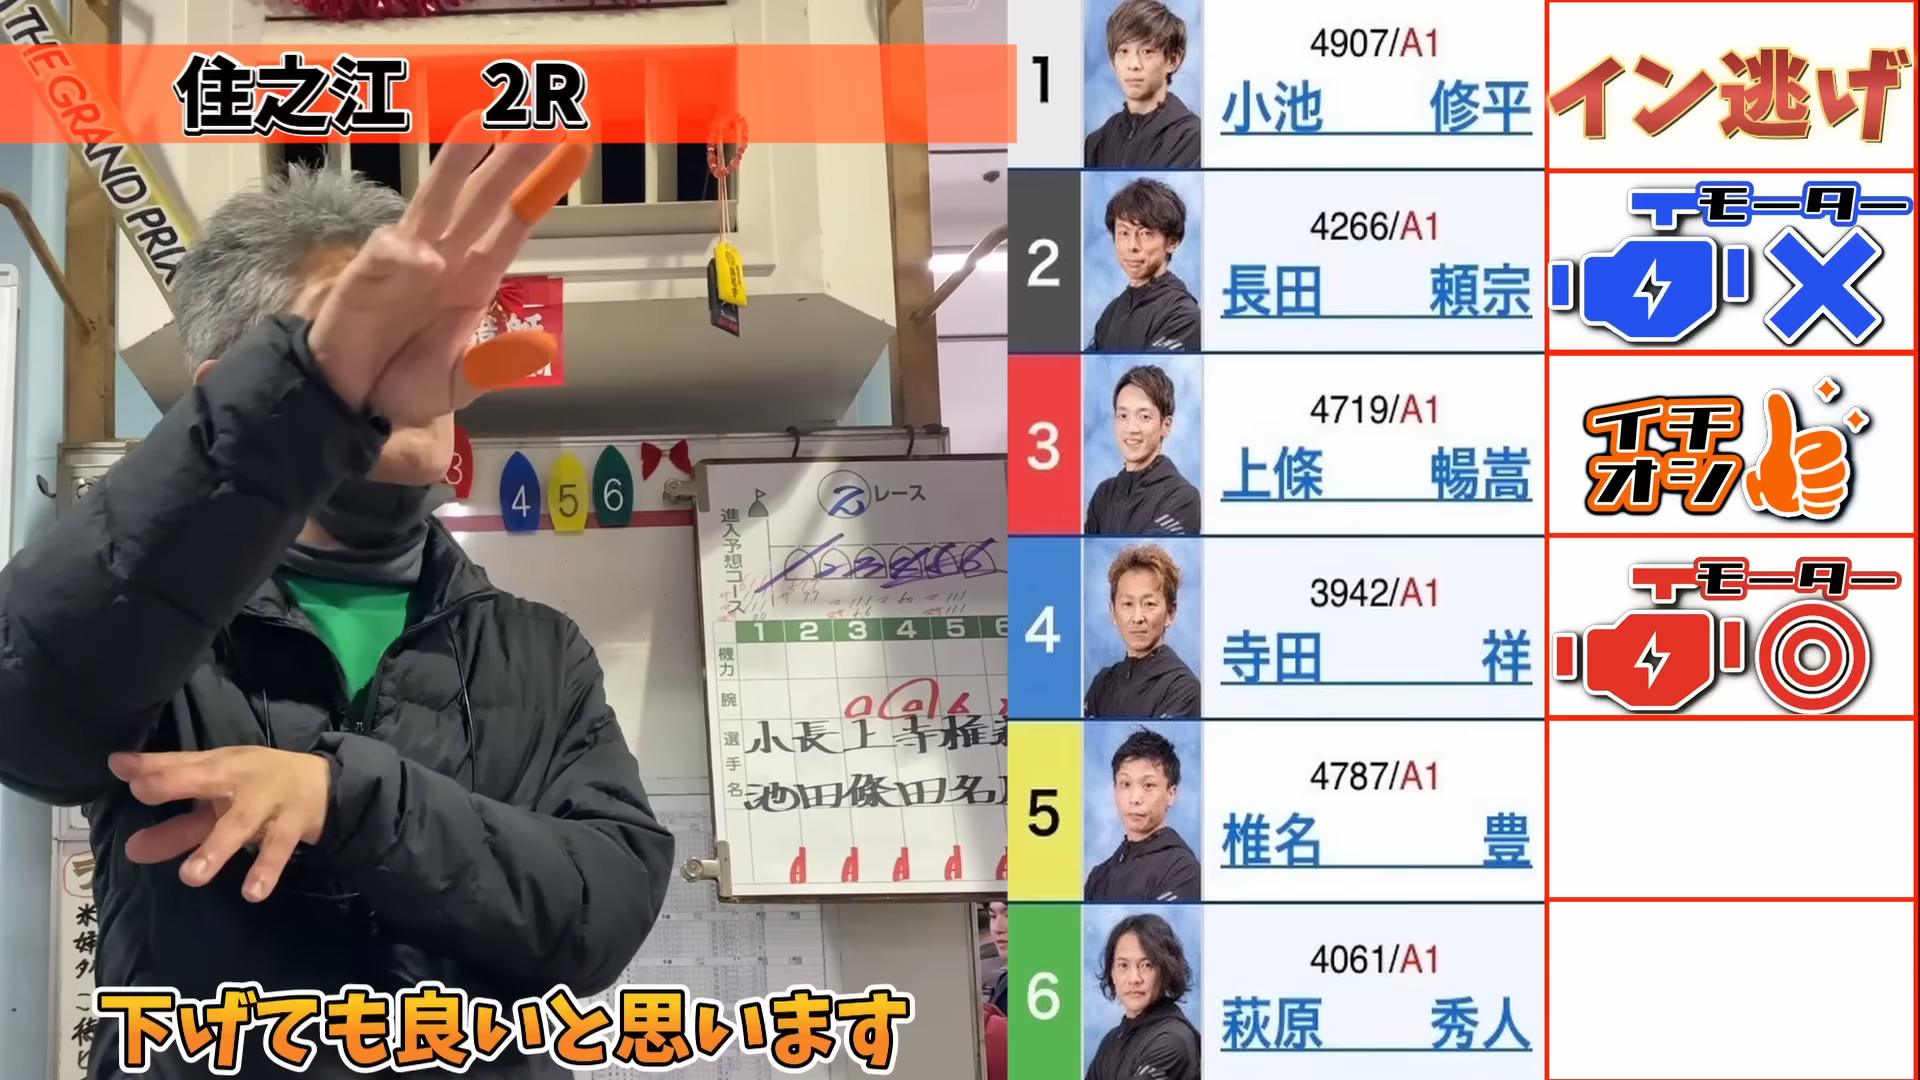 THE GRAND PRIX
住之江 2R
4
5
6
2レース
進入予想コース
1 2 3 4 5 6
機力
腕
選手名
小池
長田
上條
寺田
椎名
1
4907/A1
小池 修平
イン逃げ
2
4266/A1
長田 頼宗
モーター
3
4719/A1
上條 暢嵩
イチオシ
4
3942/A1
寺田 祥
モーター
5
4787/A1
椎名 豊
6
4061/A1
萩原 秀人
下げても良いと思います